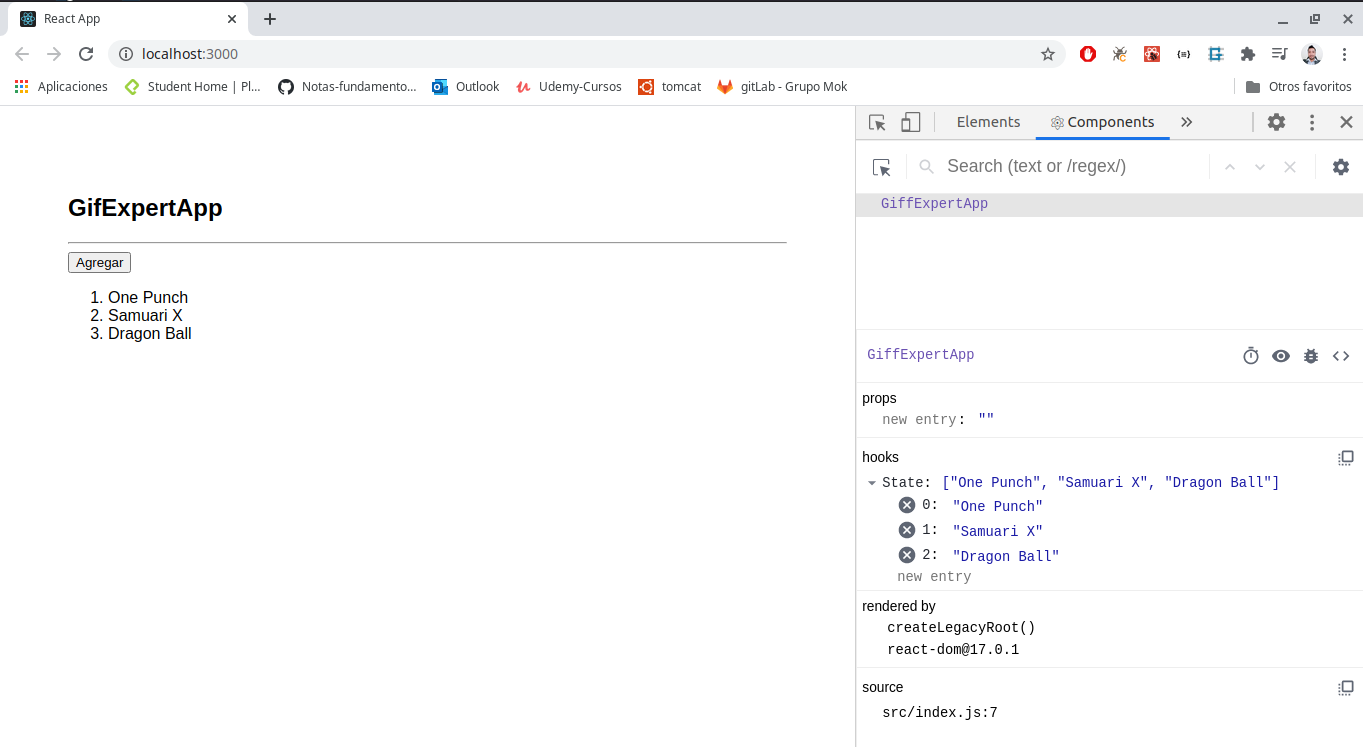 React App
localhost:3000
Aplicaciones Student Home | Pl... Notas-fundamento... Outlook Udemy-Cursos tomcat gitLab - Grupo Mok Otros favoritos
GifExpertApp
Agregar
1. One Punch
2. Samuari X
3. Dragon Ball
Elements Components
Search (text or /regex/)
GiffExpertApp
GiffExpertApp
props
new entry: ""
hooks
State: ["One Punch", "Samuari X", "Dragon Ball"]
0: "One Punch"
1: "Samuari X"
2: "Dragon Ball"
new entry
rendered by
createLegacyRoot()
react-dom@17.0.1
source
src/index.js:7